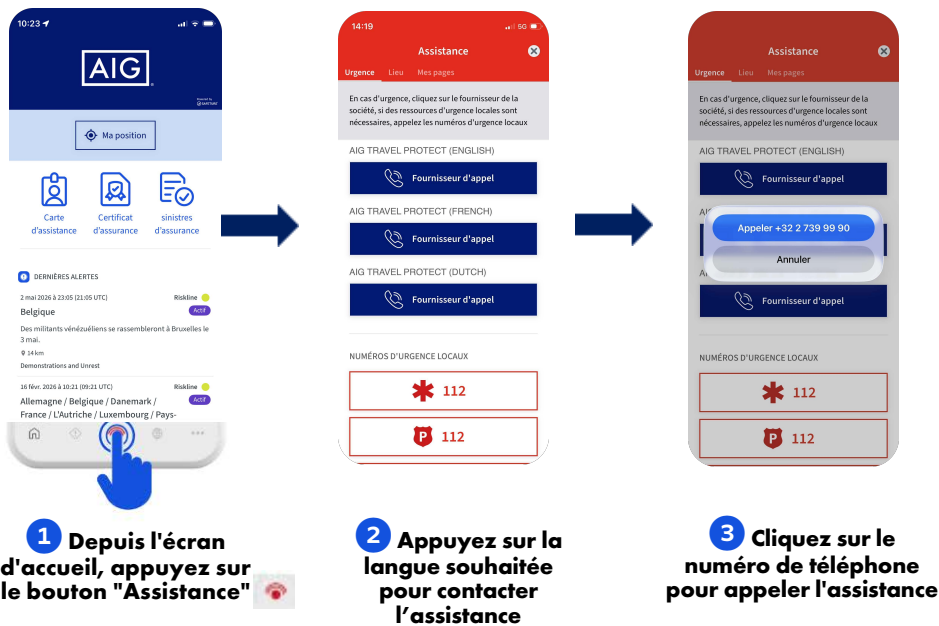 10:23
AIG
Powered by
Ma position
Carte
d'assistance
Certificat
d'assurance
sinistres
d'assurance
DERNIÈRES ALERTES
2 mai 2026 à 23:05 (21:05 UTC)
Riskline
Belgique
Actif
Des militants vénézuéliens se rassembleront à Bruxelles le
3 mai.
14 km
Demonstrations and Unrest
16 févr. 2026 à 10:21 (09:21 UTC)
Riskline
Allemagne / Belgique / Danemark /
Actif
France / L'Autriche / Luxembourg / Pays-
1 Depuis l'écran
d'accueil, appuyez sur
le bouton "Assistance"
14:19
5G
Assistance
Urgence Lieu Mes pages
En cas d'urgence, cliquez sur le fournisseur de la
société, si des ressources d'urgence locales sont
nécessaires, appelez les numéros d'urgence locaux
AIG TRAVEL PROTECT (ENGLISH)
Fournisseur d'appel
AIG TRAVEL PROTECT (FRENCH)
Fournisseur d'appel
AIG TRAVEL PROTECT (DUTCH)
Fournisseur d'appel
NUMÉROS D'URGENCE LOCAUX
112
P 112
2 Appuyez sur la
langue souhaitée
pour contacter
l’assistance
Assistance
Urgence Lieu Mes pages
En cas d'urgence, cliquez sur le fournisseur de la
société, si des ressources d'urgence locales sont
nécessaires, appelez les numéros d'urgence locaux
AIG TRAVEL PROTECT (ENGLISH)
Fournisseur d'appel
Appeler +32 2 739 99 90
Annuler
Fournisseur d'appel
NUMÉROS D'URGENCE LOCAUX
112
P 112
3 Cliquez sur le
numéro de téléphone
pour appeler l'assistance